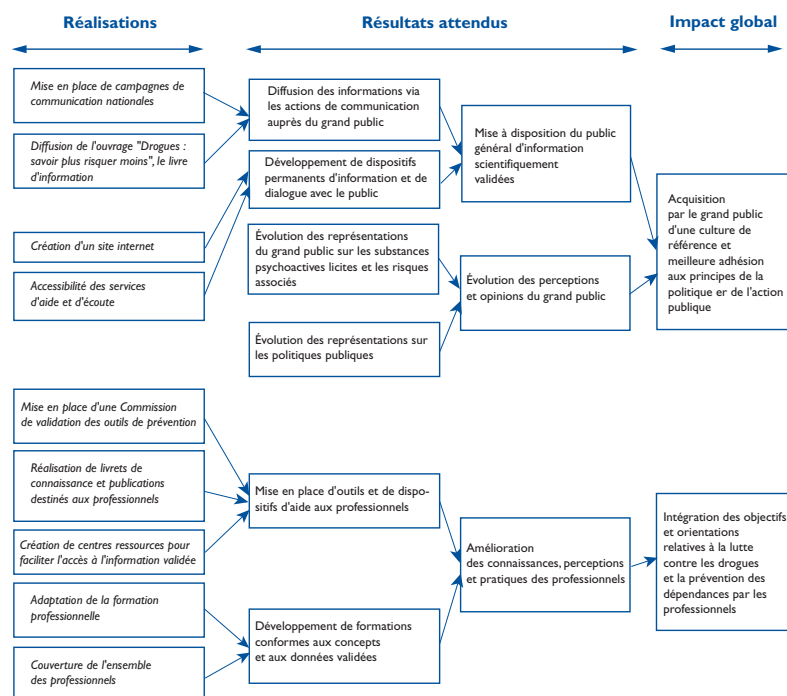 Réalisations
Résultats attendus
Impact global
Mise en place de campagnes de
communication nationales
Diffusion de l'ouvrage "Drogues :
savoir plus risquer moins", le livre
d'information
Création d'un site internet
Accessibilité des services
d'aide et d'écoute
Diffusion des informations via
les actions de communication
auprès du grand public
Développement de dispositifs
permanents d'information et de
dialogue avec le public
Évolution des représentations
du grand public sur les substances
psychoactives licites et les risques
associés
Évolution des représentations sur
les politiques publiques
Mise à disposition du public
général d'information
scientifiquement
validées
Évolution des perceptions
et opinions du grand public
Acquisition
par le grand public
d'une culture de
référence et
meilleure adhésion
aux principes de la
politique er de l'action
publique
Mise en place d'une Commission
de validation des outils de prévention
Réalisation de livrets de
connaissance et publications
destinés aux professionnels
Création de centres ressources pour
faciliter l'accès à l'information validée
Adaptation de la formation
professionnelle
Couverture de l'ensemble
des professionnels
Mise en place d'outils et de dispo-
sitifs d'aide aux professionnels
Développement de formations
conformes aux concepts
et aux données validées
Amélioration
des connaissances, perceptions
et pratiques des professionnels
Intégration des objectifs
et orientations
relatives à la lutte
contre les drogues
et la prévention des
dépendances par les
professionnels